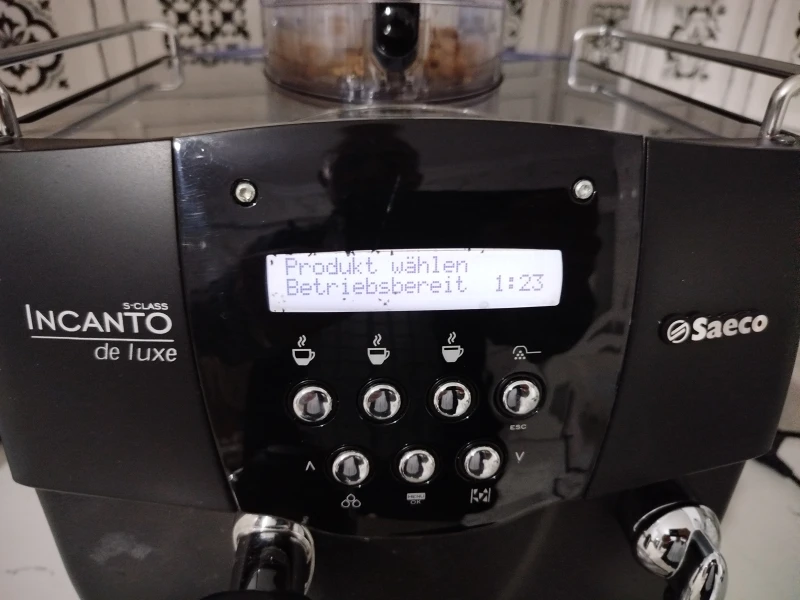 Produkt wählen
Betriebsbereit 1:23
S-CLASS
INCANTO
de luxe
Saeco
ESC
MENU
OK